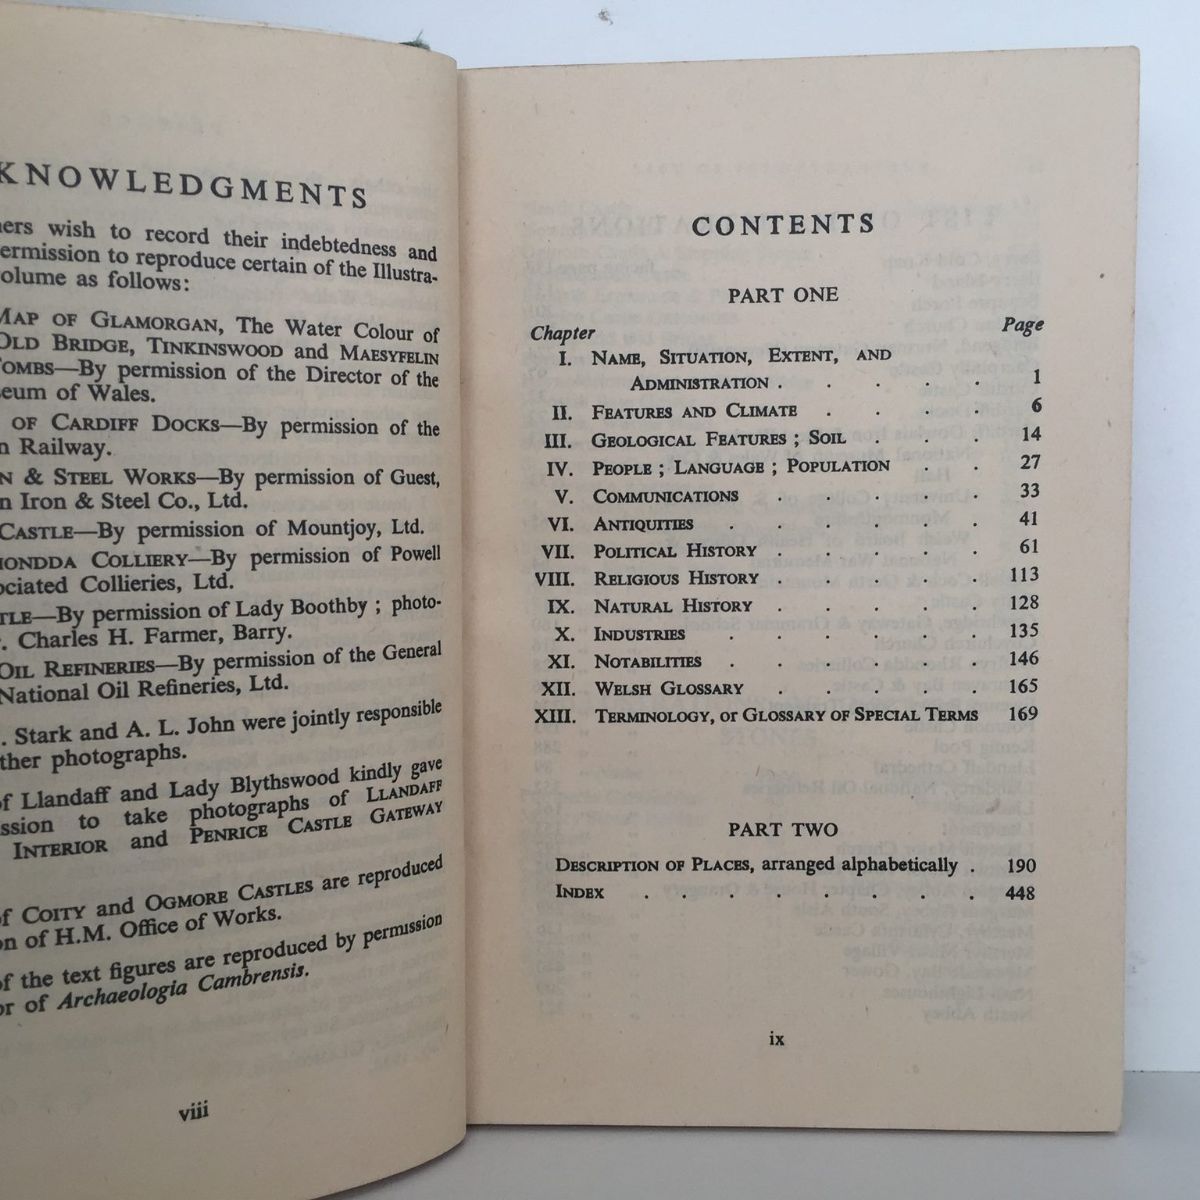 KNOWLEDGMENTS
wish to record their indebtedness and
permission to reproduce certain of the Illustra-
volume as follows:
MAP OF GLAMORGAN, The Water Colour of
OLD BRIDGE, TINKINSWOOD and MAESYFELIN
TOMBS—By permission of the Director of the
eum of Wales.
OF CARDIFF DOCKS—By permission of the
n Railway.
N & STEEL WORKS—By permission of Guest,
n Iron & Steel Co., Ltd.
CASTLE—By permission of Mountjoy, Ltd.
HONDDA COLLIERY—By permission of Powell
ociated Collieries, Ltd.
TLE—By permission of Lady Boothby ; photo-
. Charles H. Farmer, Barry.
OIL REFINERIES—By permission of the General
National Oil Refineries, Ltd.
. Stark and A. L. John were jointly responsible
ther photographs.
of Llandaff and Lady Blythswood kindly gave
ssion to take photographs of LLANDAFF
INTERIOR and PENRICE CASTLE GATEWAY
of COITY and OGMORE CASTLES are reproduced
on of H.M. Office of Works.
of the text figures are reproduced by permission
or of Archaeologia Cambrensis.
viii
CONTENTS
PART ONE
Chapter Page
I. NAME, SITUATION, EXTENT, AND
ADMINISTRATION . . . . . 1
II. FEATURES AND CLIMATE . . . . 6
III. GEOLOGICAL FEATURES ; SOIL . . . 14
IV. PEOPLE ; LANGUAGE ; POPULATION . . 27
V. COMMUNICATIONS . . . . . 33
VI. ANTIQUITIES . . . . . . 41
VII. POLITICAL HISTORY . . . . . 61
VIII. RELIGIOUS HISTORY . . . . . 113
IX. NATURAL HISTORY . . . . . 128
X. INDUSTRIES . . . . . . 135
XI. NOTABILITIES . . . . . . 146
XII. WELSH GLOSSARY . . . . . 165
XIII. TERMINOLOGY, OR GLOSSARY OF SPECIAL TERMS 169
PART TWO
DESCRIPTION OF PLACES, arranged alphabetically . 190
INDEX . . . . . . . . 448
ix